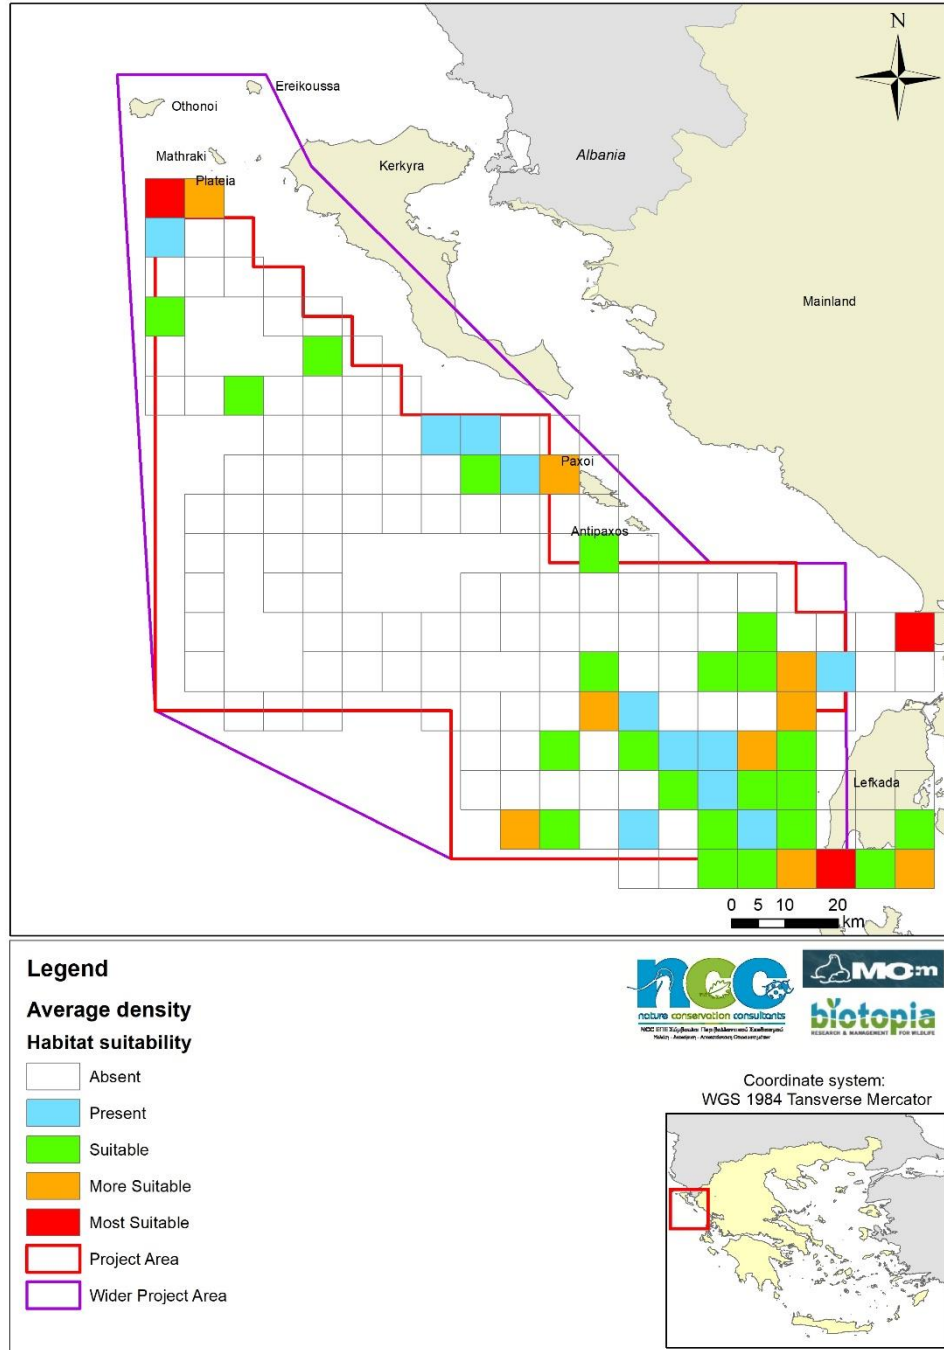 N
Ereikoussa
Othonoi
Mathraki
Kerkyra
Albania
Plateia
Mainland
Paxoi
Antipaxos
Lefkada
0 5 10 20
km
Legend
Average density
Habitat suitability
Absent
Present
Suitable
More Suitable
Most Suitable
Project Area
Wider Project Area
ncc
nature conservation consultants
MOm
biotopia
RESEARCH & MANAGEMENT FOR WILDLIFE
Coordinate system:
WGS 1984 Tansverse Mercator